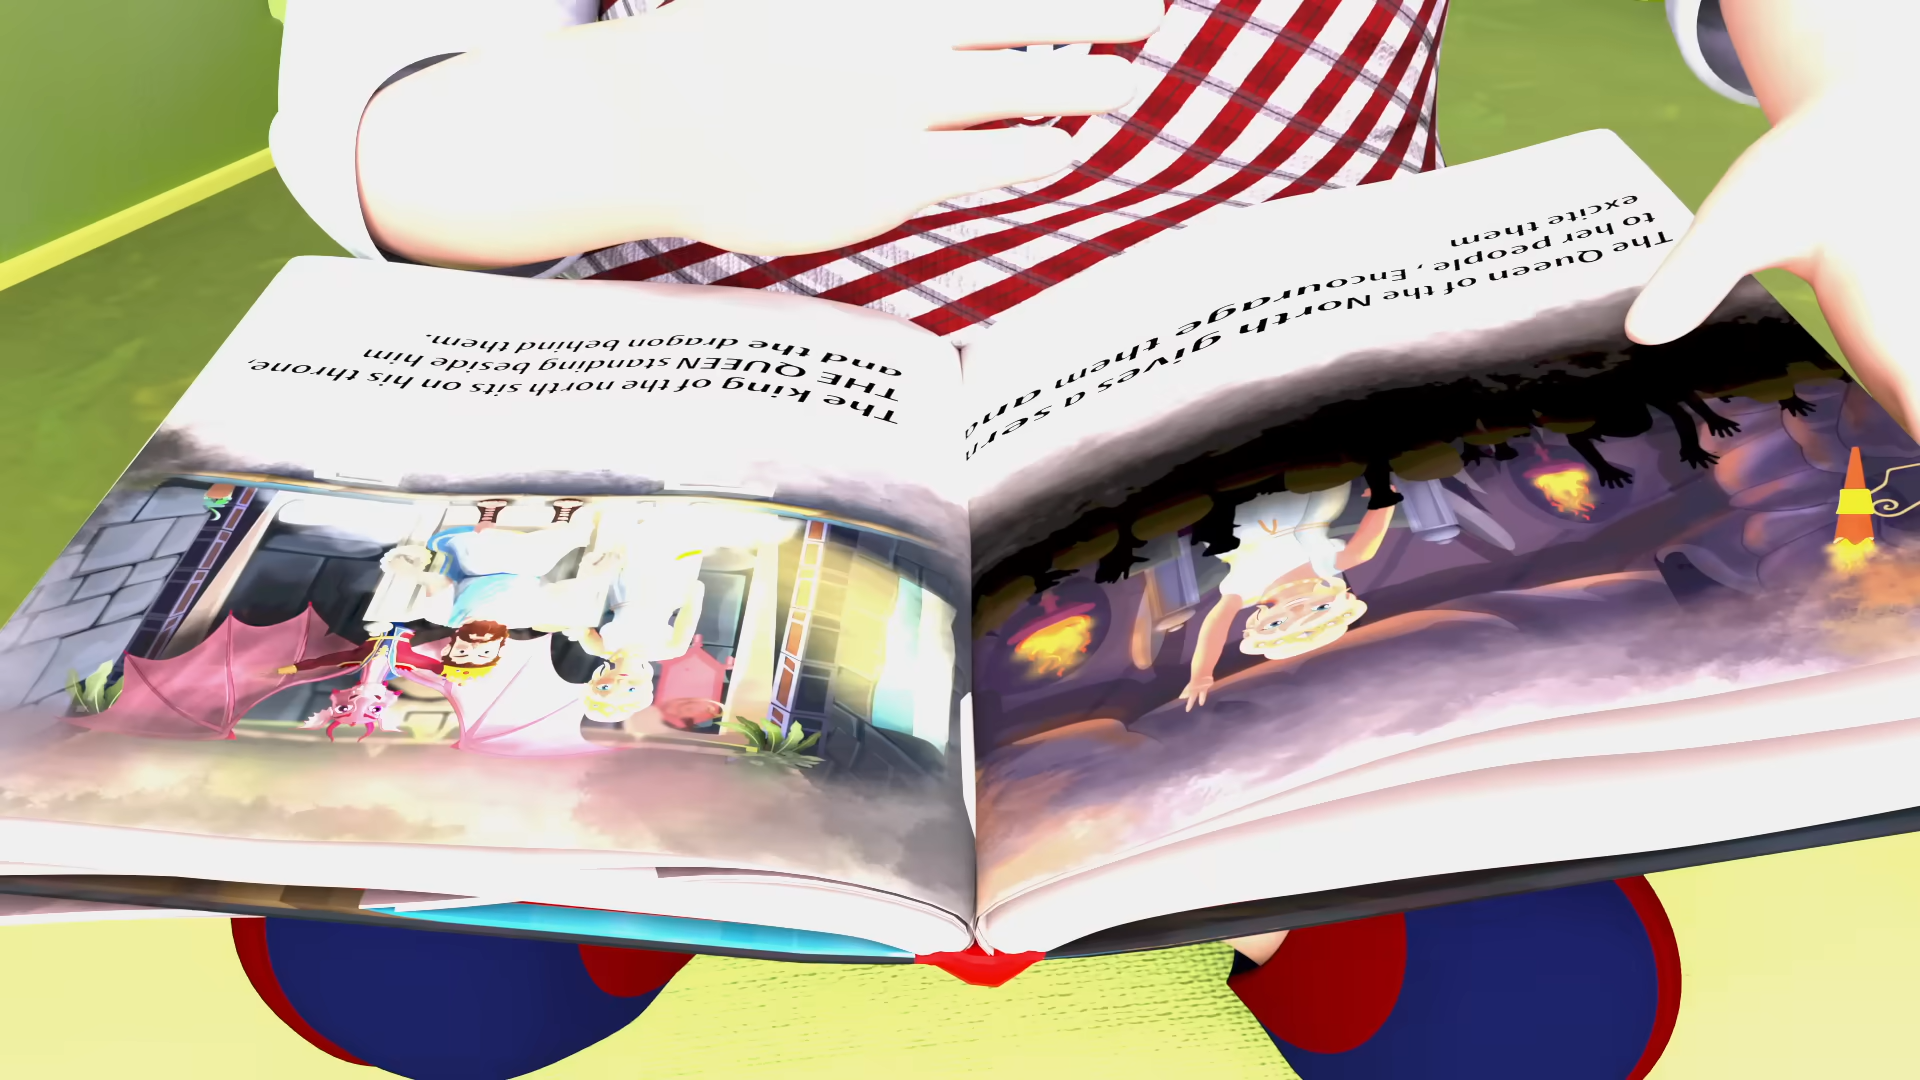 The Queen of the North gives a sern
to her people , Encourage them and
excite them
The king of the north sits on his throne,
THE QUEEN standing beside him
and the dragon behind them.